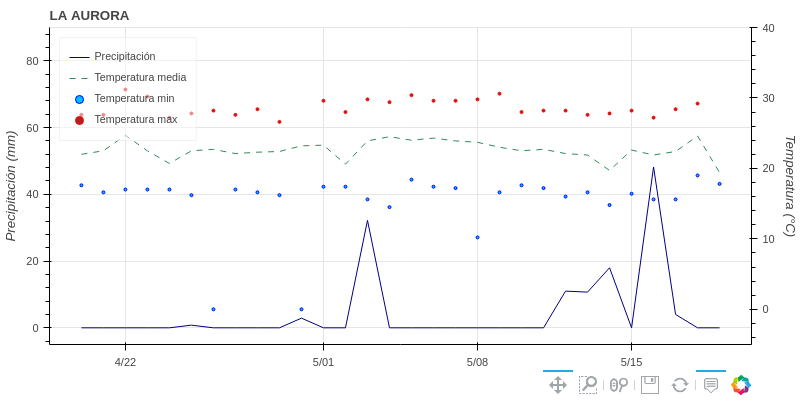 LA AURORA
Precipitación
Temperatura media
Temperatura min
Temperatura max
Precipitación (mm)
80
60
40
20
0
Temperatura (°C)
40
30
20
10
0
4/22
5/01
5/08
5/15